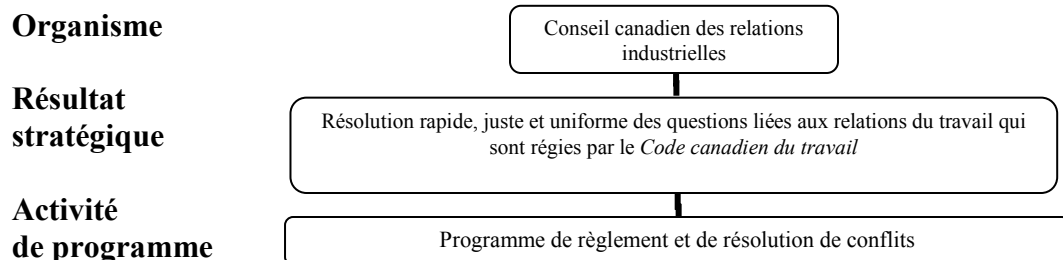 Organisme
Conseil canadien des relations
industrielles
Résultat
stratégique
Résolution rapide, juste et uniforme des questions liées aux relations du travail qui
sont régies par le Code canadien du travail
Activité
de programme
Programme de règlement et de résolution de conflits